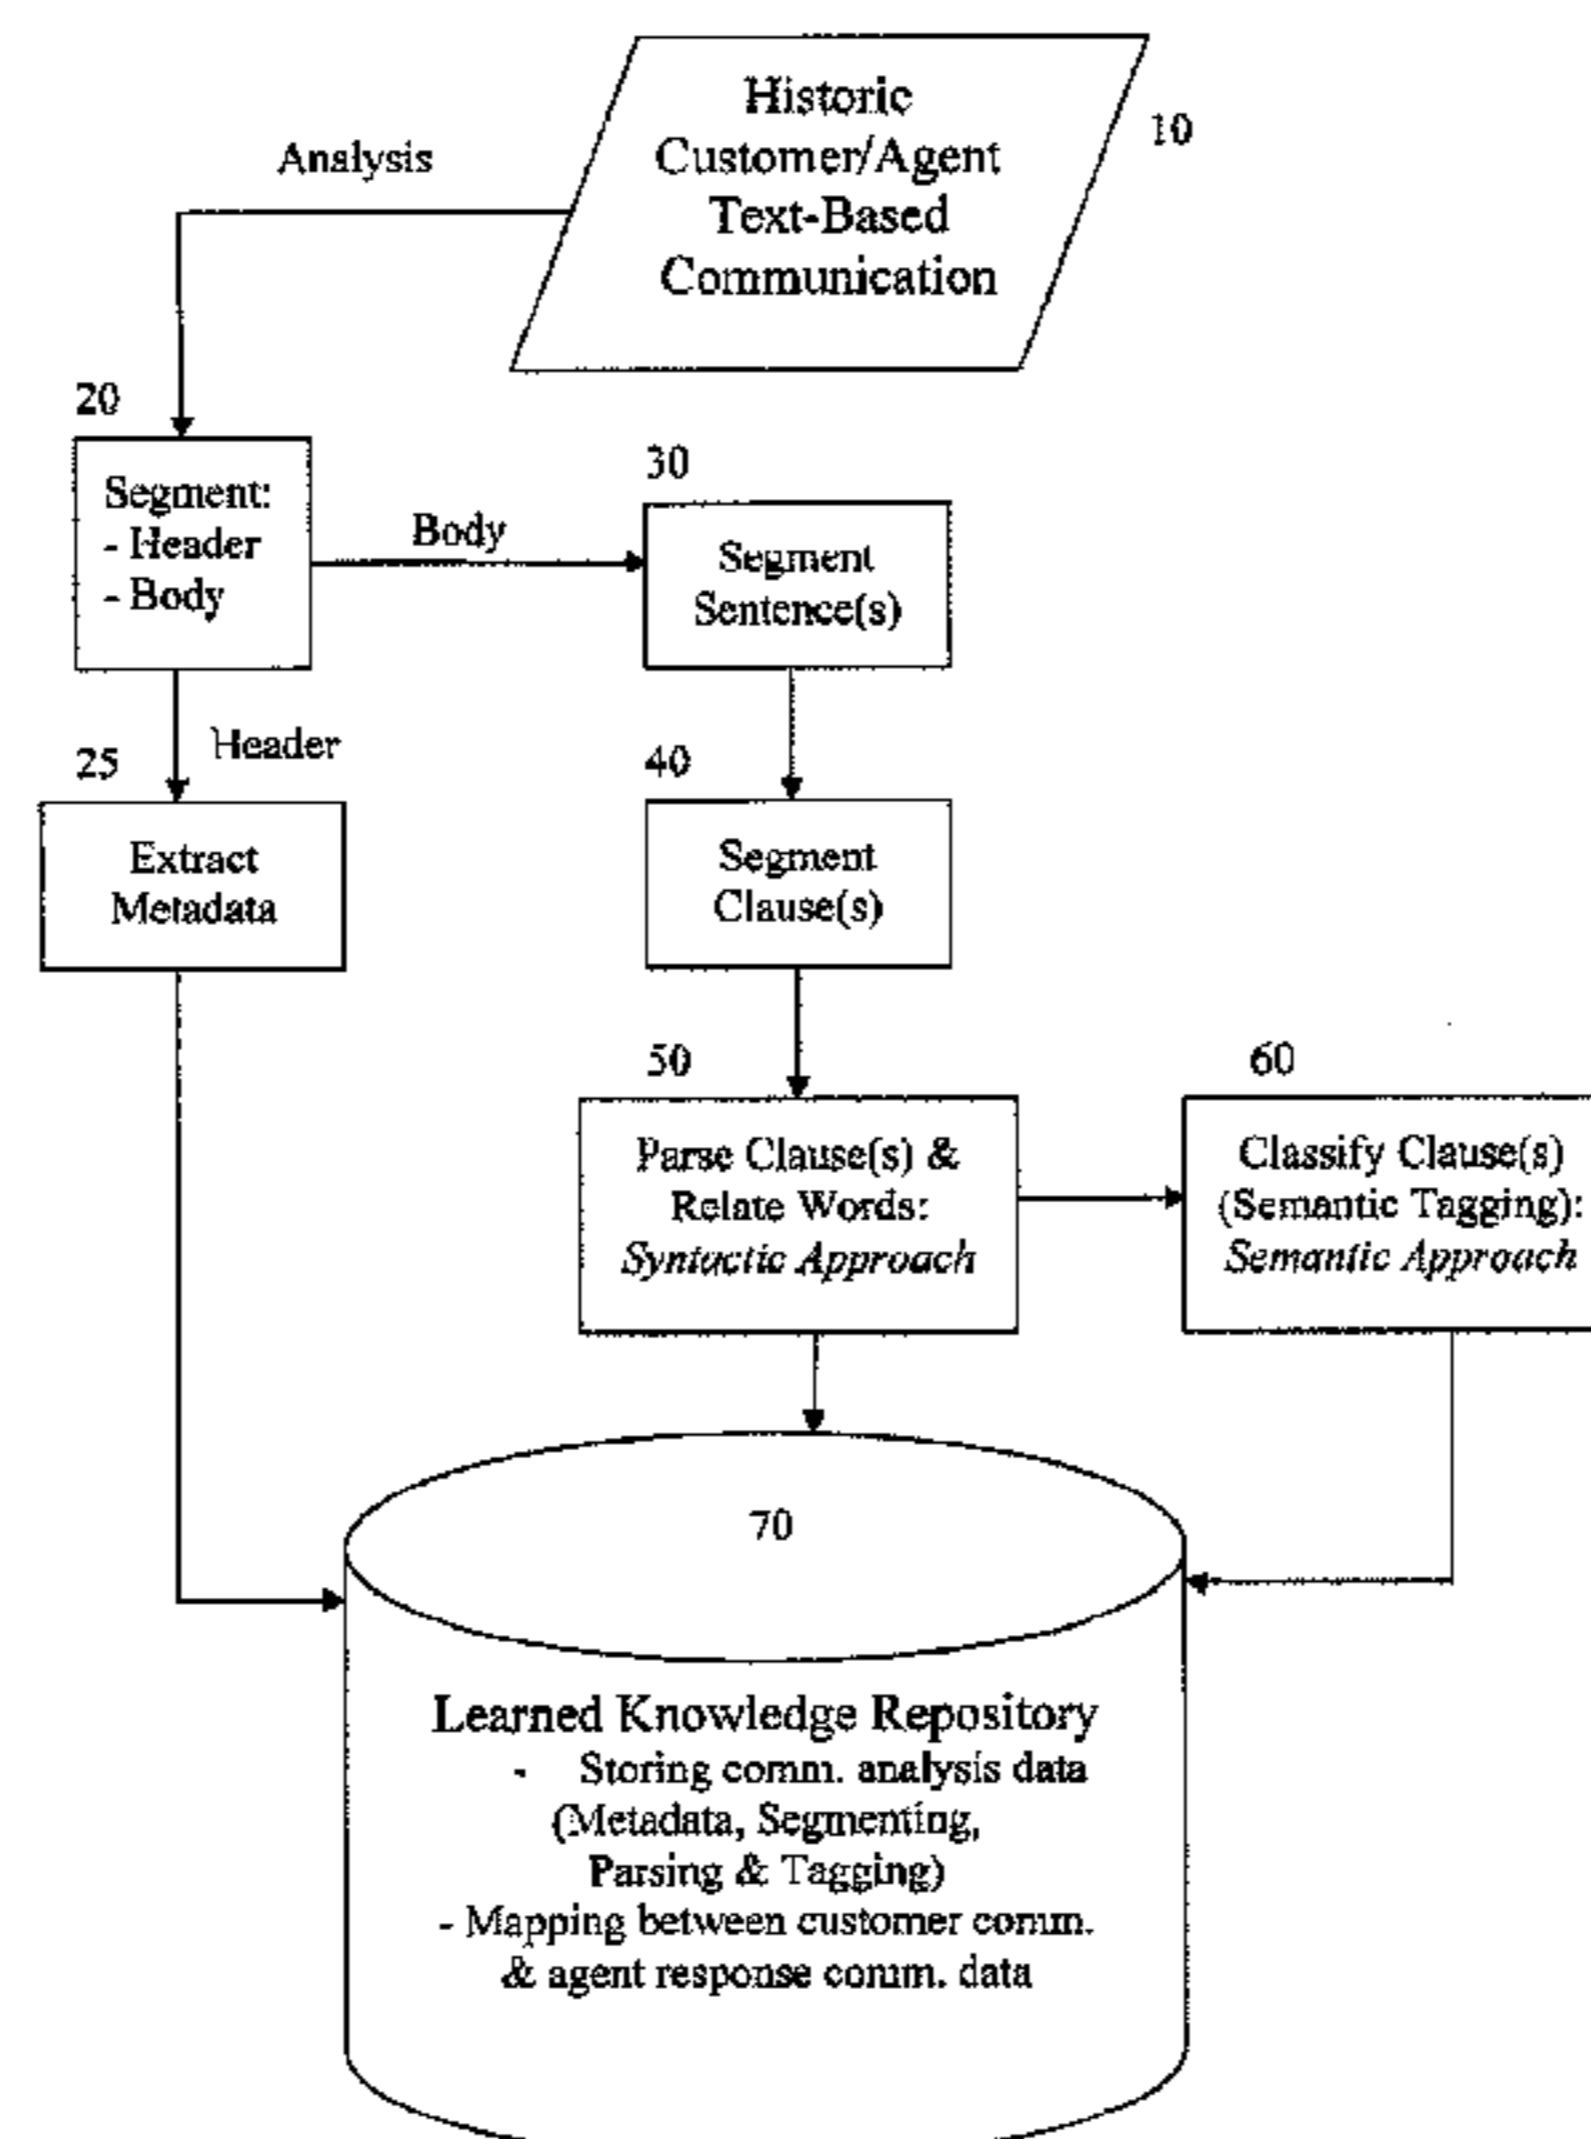 Historic
Customer/Agent
Text-Based
Communication
10
Analysis
20
Segment:
- Header
- Body
Body
30
Segment
Sentence(s)
Header
25
Extract
Metadata
40
Segment
Clause(s)
50
Parse Clause(s) &
Relate Words:
Syntactic Approach
60
Classify Clause(s)
(Semantic Tagging):
Semantic Approach
70
Learned Knowledge Repository
- Storing comm. analysis data
(Metadata, Segmenting,
Parsing & Tagging)
- Mapping between customer comm.
& agent response comm. data